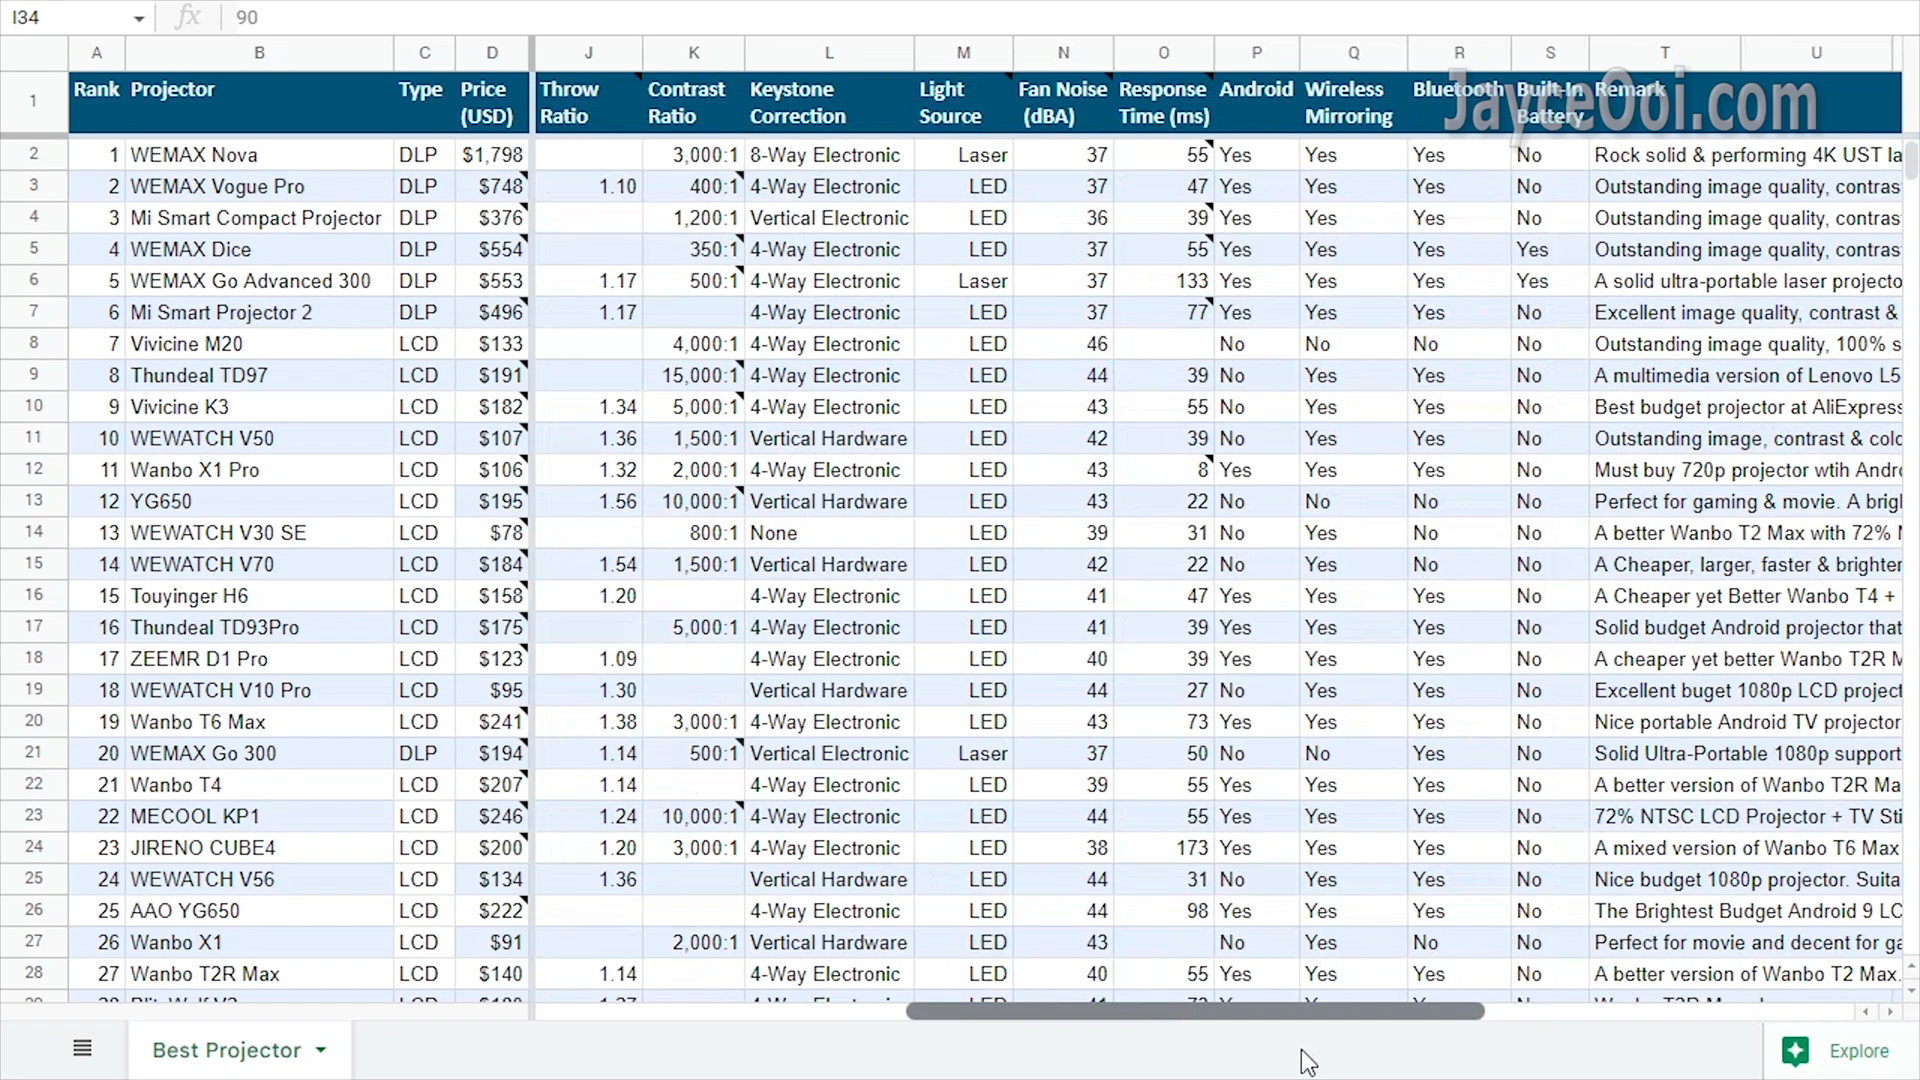 I34 fx 90
A B C D J K L M N O P Q R S T U
1 Rank Projector Type Price (USD) Throw Ratio Contrast Ratio Keystone Correction Light Source Fan Noise (dBA) Response Time (ms) Android Wireless Mirroring Bluetooth Built-In Battery Remark
JayceOoi.com
2 1 WEMAX Nova DLP $1,798 3,000:1 8-Way Electronic Laser 37 55 Yes Yes Yes No Rock solid & performing 4K UST la
3 2 WEMAX Vogue Pro DLP $748 1.10 400:1 4-Way Electronic LED 37 47 Yes Yes Yes No Outstanding image quality, contras
4 3 Mi Smart Compact Projector DLP $376 1,200:1 Vertical Electronic LED 36 39 Yes Yes Yes No Outstanding image quality, contras
5 4 WEMAX Dice DLP $554 350:1 4-Way Electronic LED 37 55 Yes Yes Yes Yes Outstanding image quality, contras
6 5 WEMAX Go Advanced 300 DLP $553 1.17 500:1 4-Way Electronic Laser 37 133 Yes Yes Yes Yes A solid ultra-portable laser projecto
7 6 Mi Smart Projector 2 DLP $496 1.17 4-Way Electronic LED 37 77 Yes Yes Yes No Excellent image quality, contrast &
8 7 Vivicine M20 LCD $133 4,000:1 4-Way Electronic LED 46 No No No No Outstanding image quality, 100% s
9 8 Thundeal TD97 LCD $191 15,000:1 4-Way Electronic LED 44 39 No Yes Yes No A multimedia version of Lenovo L5
10 9 Vivicine K3 LCD $182 1.34 5,000:1 4-Way Electronic LED 43 55 No Yes Yes No Best budget projector at AliExpress
11 10 WEWATCH V50 LCD $107 1.36 1,500:1 Vertical Hardware LED 42 39 No Yes Yes No Outstanding image, contrast & colo
12 11 Wanbo X1 Pro LCD $106 1.32 2,000:1 4-Way Electronic LED 43 8 Yes Yes Yes No Must buy 720p projector wtih Andro
13 12 YG650 LCD $195 1.56 10,000:1 Vertical Hardware LED 43 22 No No No No Perfect for gaming & movie. A brigl
14 13 WEWATCH V30 SE LCD $78 800:1 None LED 39 31 No Yes No No A better Wanbo T2 Max with 72% N
15 14 WEWATCH V70 LCD $184 1.54 1,500:1 Vertical Hardware LED 42 22 No Yes No No A Cheaper, larger, faster & brighter
16 15 Touyinger H6 LCD $158 1.20 4-Way Electronic LED 41 47 Yes Yes Yes No A Cheaper yet Better Wanbo T4 +
17 16 Thundeal TD93Pro LCD $175 5,000:1 4-Way Electronic LED 41 39 Yes Yes Yes No Solid budget Android projector that
18 17 ZEEMR D1 Pro LCD $123 1.09 4-Way Electronic LED 40 39 Yes Yes Yes No A cheaper yet better Wanbo T2R M
19 18 WEWATCH V10 Pro LCD $95 1.30 Vertical Hardware LED 44 27 No Yes Yes No Excellent buget 1080p LCD project
20 19 Wanbo T6 Max LCD $241 1.38 3,000:1 4-Way Electronic LED 43 73 Yes Yes Yes No Nice portable Android TV projector
21 20 WEMAX Go 300 DLP $194 1.14 500:1 Vertical Electronic Laser 37 50 No No Yes No Solid Ultra-Portable 1080p support
22 21 Wanbo T4 LCD $207 1.14 4-Way Electronic LED 39 55 Yes Yes Yes No A better version of Wanbo T2R Ma
23 22 MECOOL KP1 LCD $246 1.24 10,000:1 4-Way Electronic LED 44 55 Yes Yes Yes No 72% NTSC LCD Projector + TV Sti
24 23 JIRENO CUBE4 LCD $200 1.20 3,000:1 4-Way Electronic LED 38 173 Yes Yes Yes No A mixed version of Wanbo T6 Max
25 24 WEWATCH V56 LCD $134 1.36 Vertical Hardware LED 44 31 No Yes Yes No Nice budget 1080p projector. Suita
26 25 AAO YG650 LCD $222 4-Way Electronic LED 44 98 Yes Yes Yes No The Brightest Budget Android 9 LC
27 26 Wanbo X1 LCD $91 2,000:1 Vertical Hardware LED 43 No Yes No No Perfect for movie and decent for ga
28 27 Wanbo T2R Max LCD $140 1.14 4-Way Electronic LED 40 55 Yes Yes Yes No A better version of Wanbo T2 Max.
Best Projector Explore